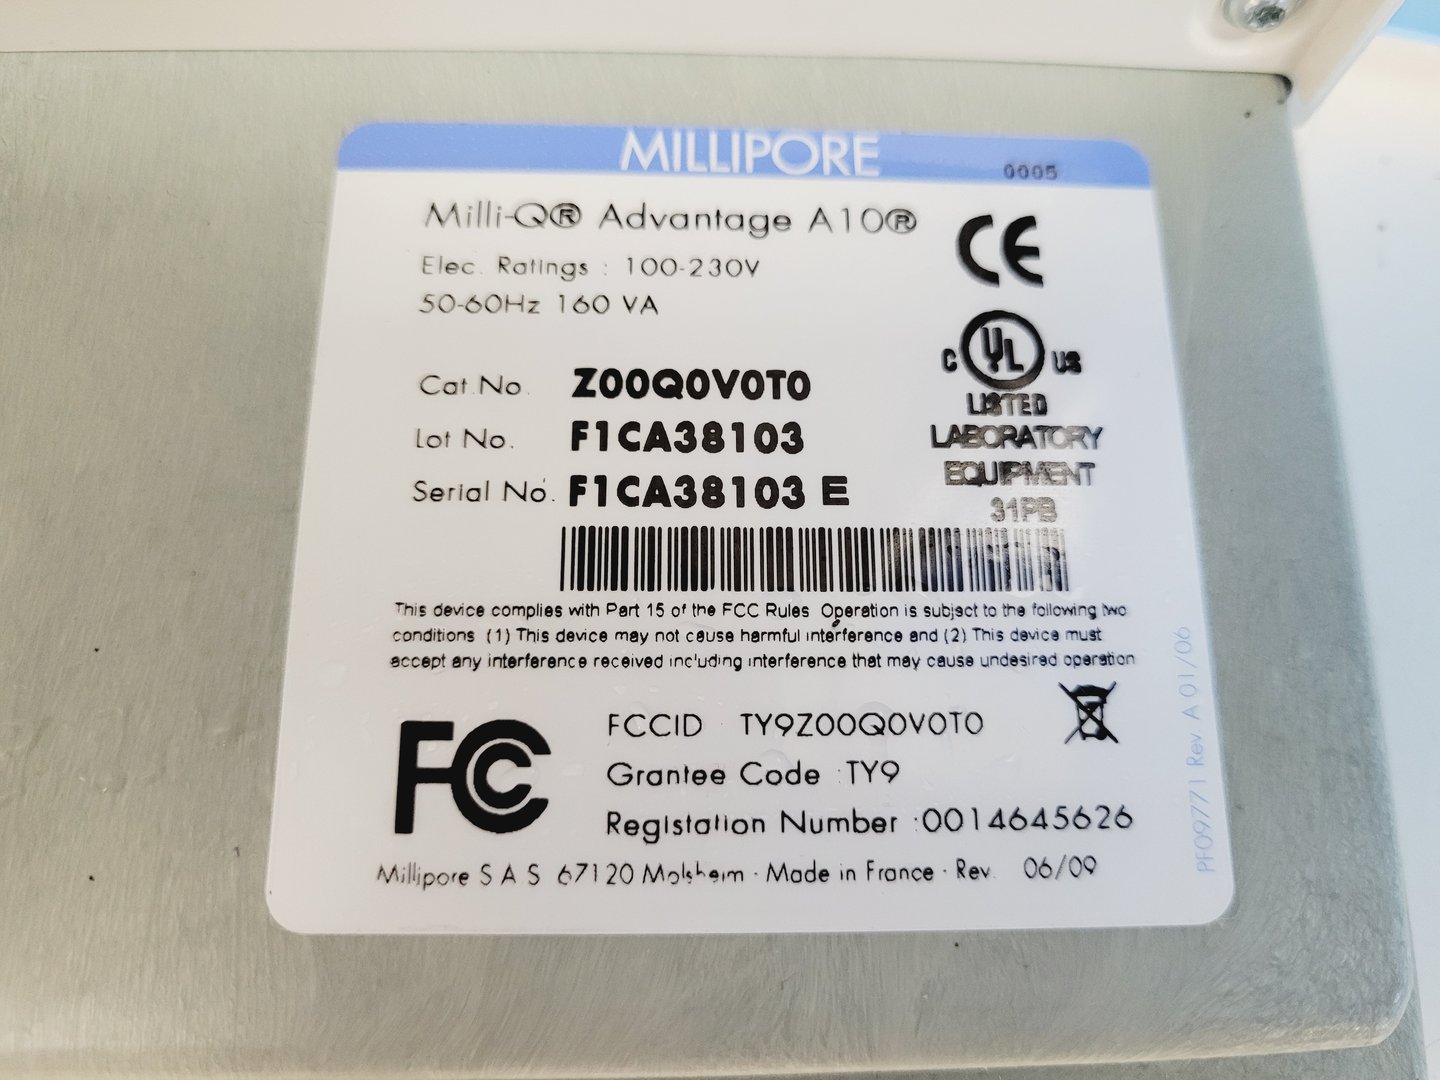 MILLIPORE
0005
Milli-Q® Advantage A10®
Elec. Ratings : 100-230V
50-60Hz 160 VA
CE
Cat.No. Z00Q0V0T0
Lot No. F1CA38103
Serial No. F1CA38103 E
C UL US
LISTED
LABORATORY
EQUIPMENT
31PB
This device complies with Part 15 of the FCC Rules Operation is subject to the following two
conditions (1) This device may not cause harmful interference and (2) This device must
accept any interference received including interference that may cause undesired operation
FC
FCCID TY9Z00Q0V0T0
Grantee Code :TY9
Registation Number :0014645626
Millipore S A S 67120 Molsheim · Made in France · Rev. 06/09
PF09771 Rev. A 01/06